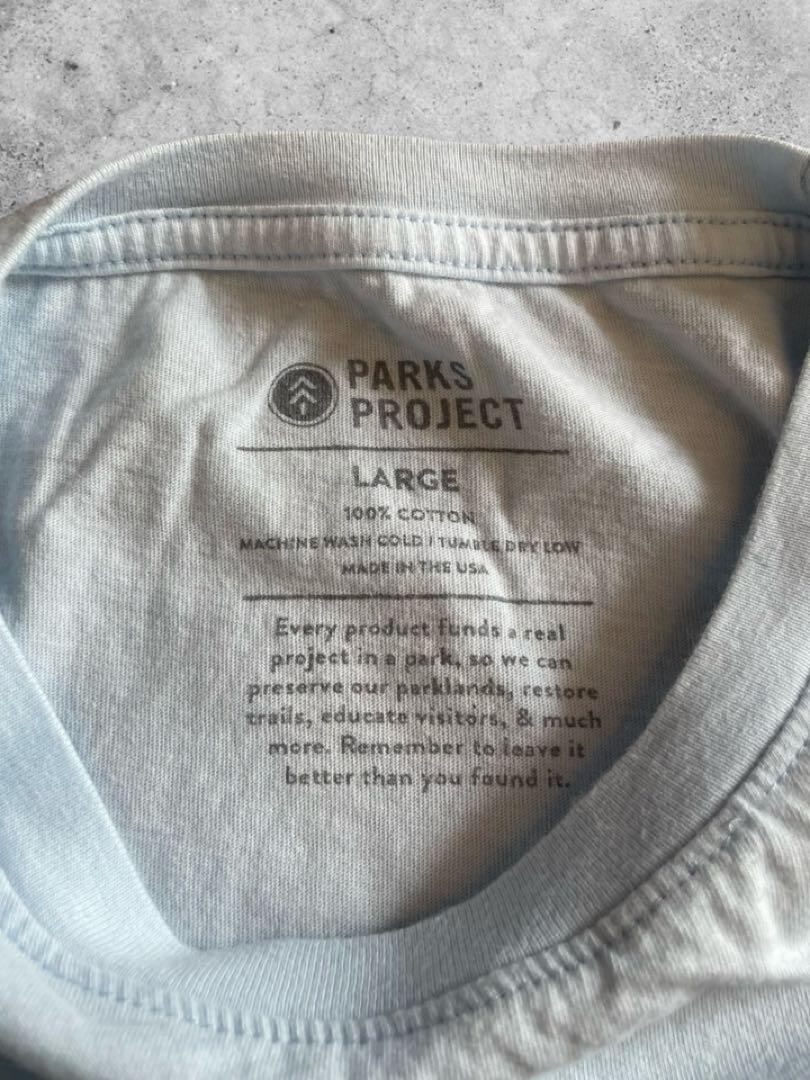 PARKS
PROJECT
LARGE
100% COTTON
MACHINE WASH COLD / TUMBLE DRY LOW
MADE IN THE USA
Every product funds a real
project in a park, so we can
preserve our parklands, restore
trails, educate visitors, & much
more. Remember to leave it
better than you found it.